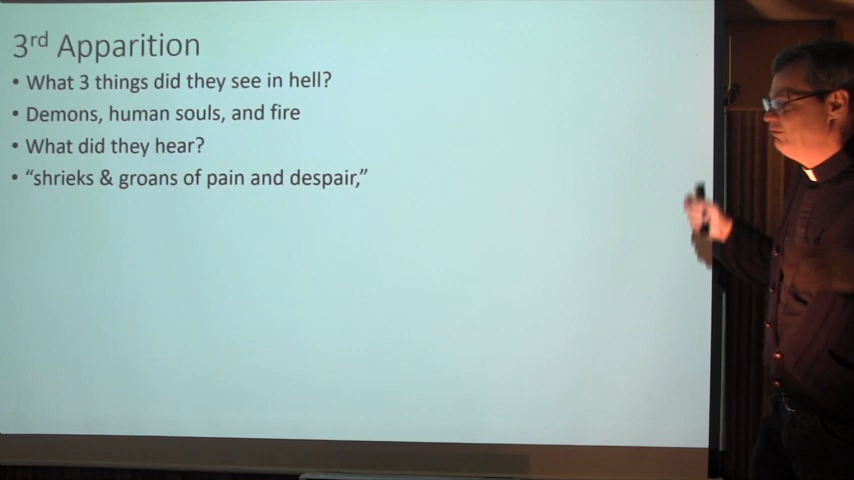 3rd Apparition
• What 3 things did they see in hell?
• Demons, human souls, and fire
• What did they hear?
• “shrieks & groans of pain and despair,”